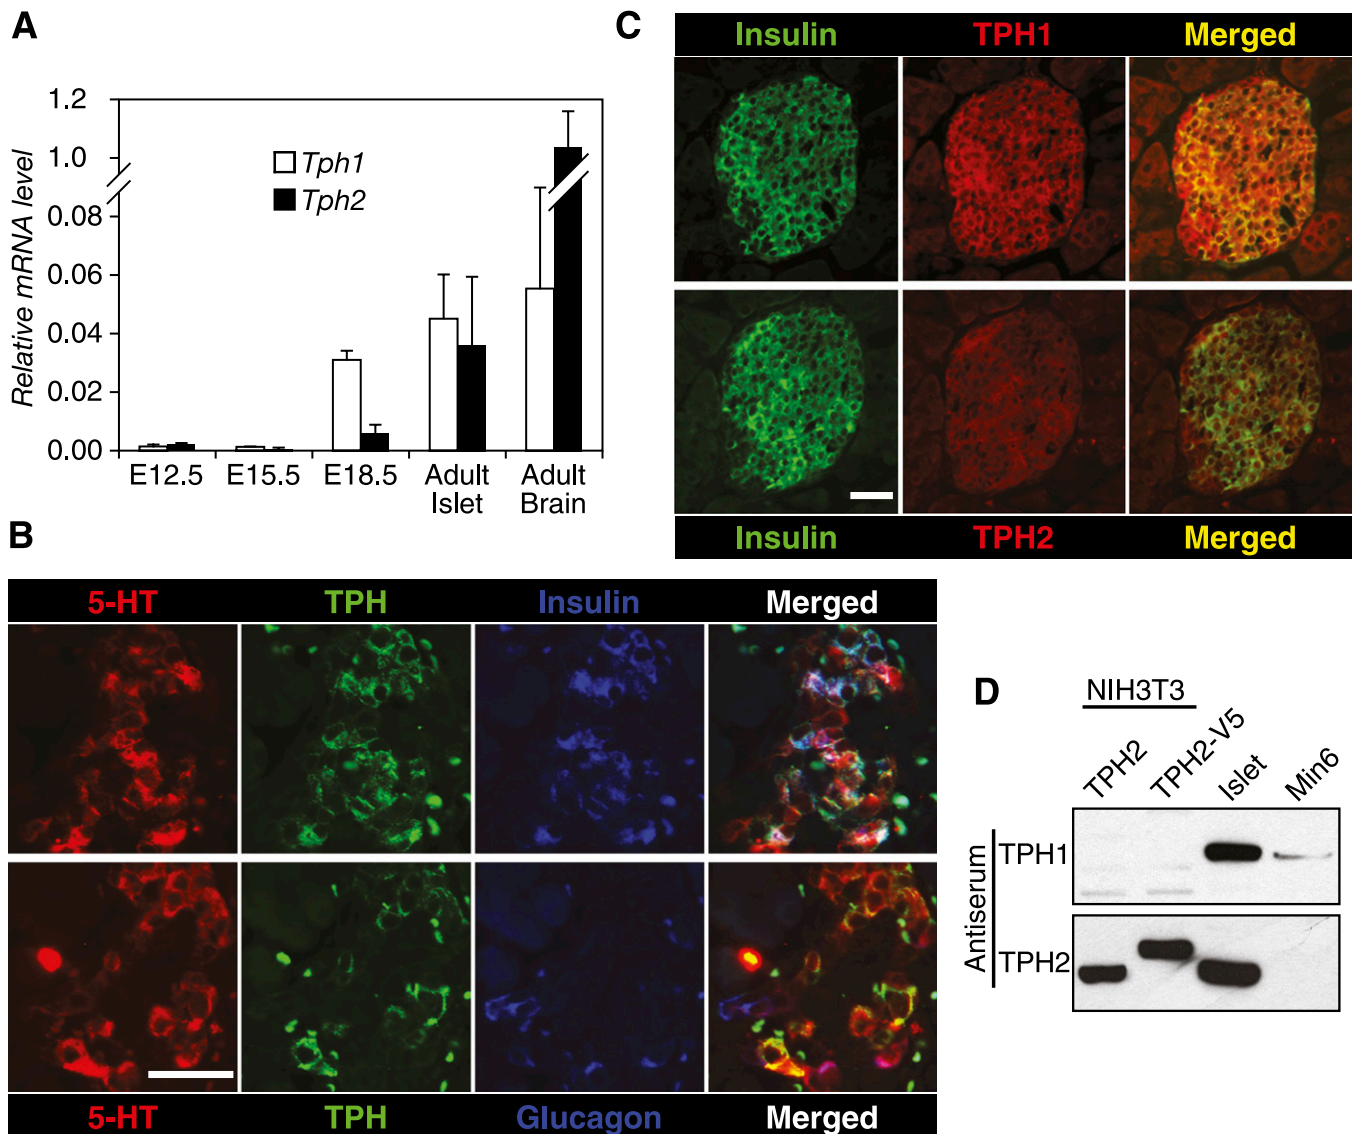 A
Relative mRNA level
1.2
1.0
0.08
0.06
0.04
0.02
0.00
Tph1
Tph2
E12.5 E15.5 E18.5 Adult Islet Adult Brain
B
5-HT TPH Insulin Merged
5-HT TPH Glucagon Merged
C
Insulin TPH1 Merged
Insulin TPH2 Merged
D
NIH3T3
TPH2 TPH2-V5 Islet Min6
Antiserum
TPH1
TPH2